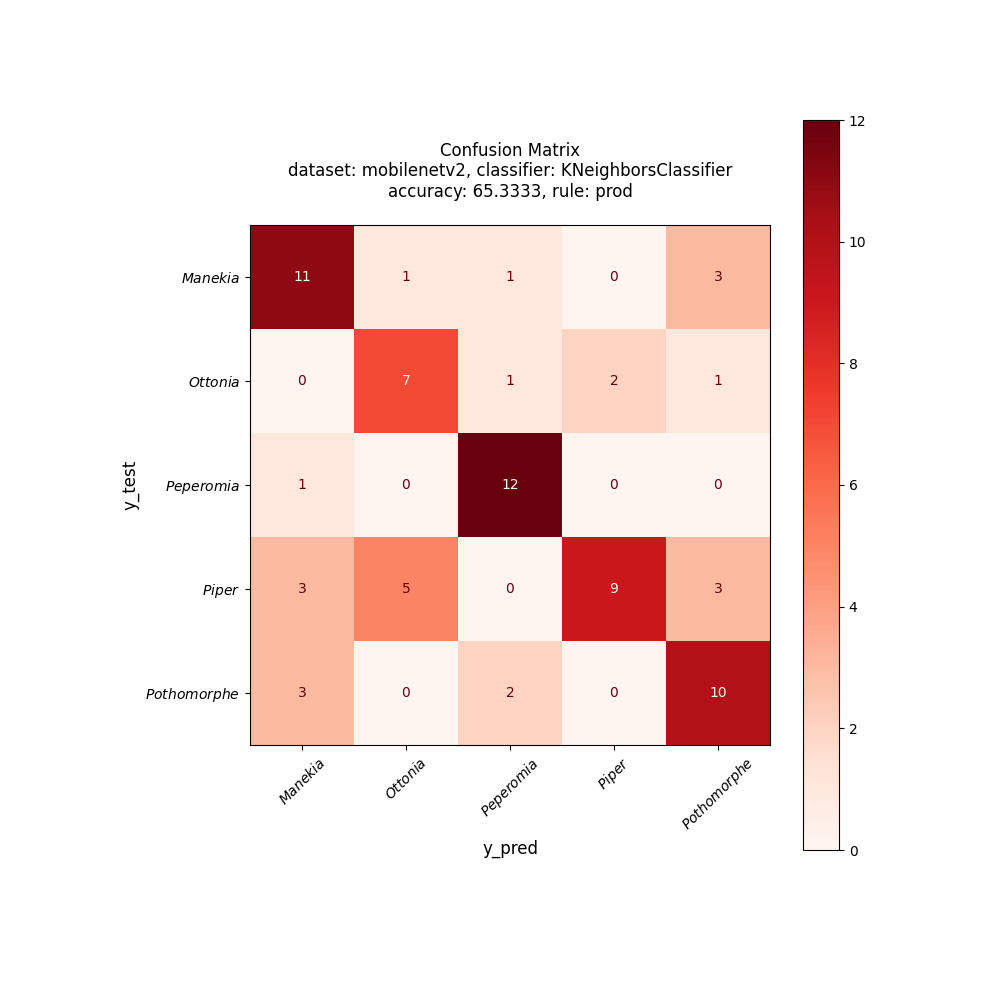 Confusion Matrix
dataset: mobilenetv2, classifier: KNeighborsClassifier
accuracy: 65.3333, rule: prod
Manekia 11 1 1 0 3
Ottonia 0 7 1 2 1
Peperomia 1 0 12 0 0
Piper 3 5 0 9 3
Pothomorphe 3 0 2 0 10
Manekia Ottonia Peperomia Piper Pothomorphe
y_test
y_pred
12
10
8
6
4
2
0